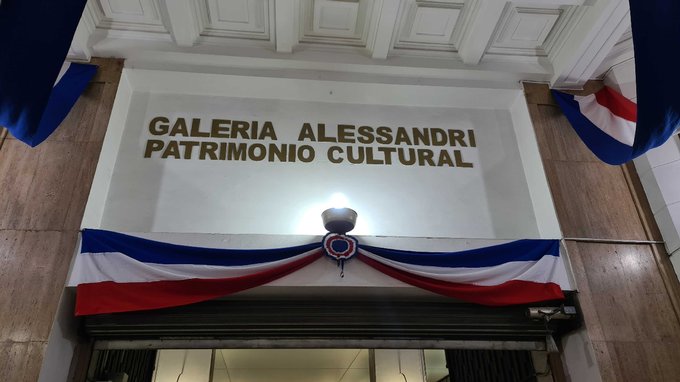 GALERIA ALESSANDRI
PATRIMONIO CULTURAL